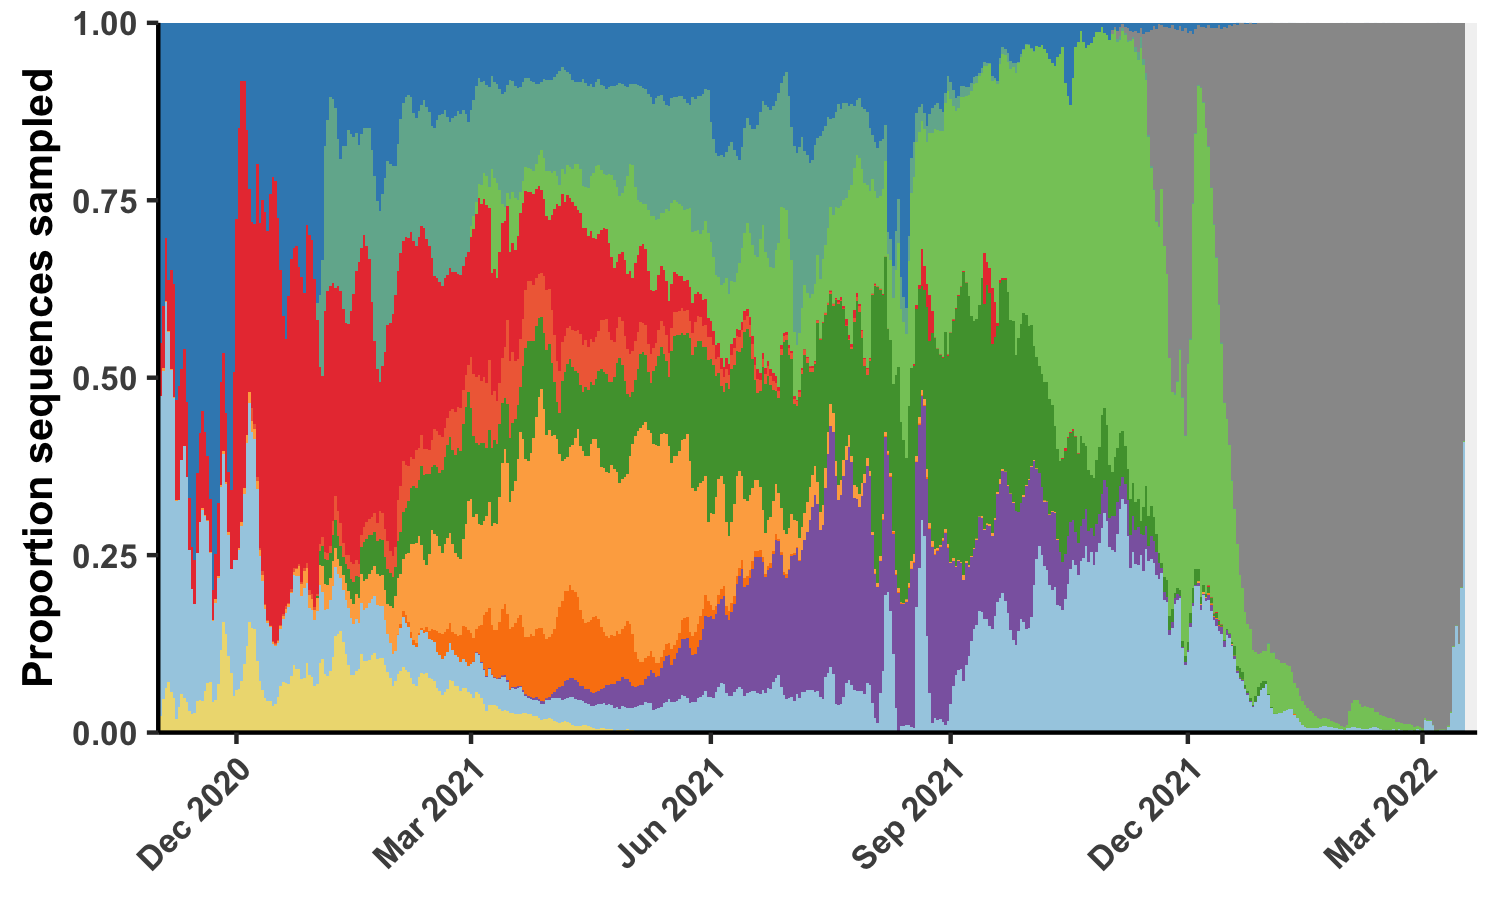 Proportion sequences sampled
1.00
0.75
0.50
0.25
0.00
Dec 2020
Mar 2021
Jun 2021
Sep 2021
Dec 2021
Mar 2022